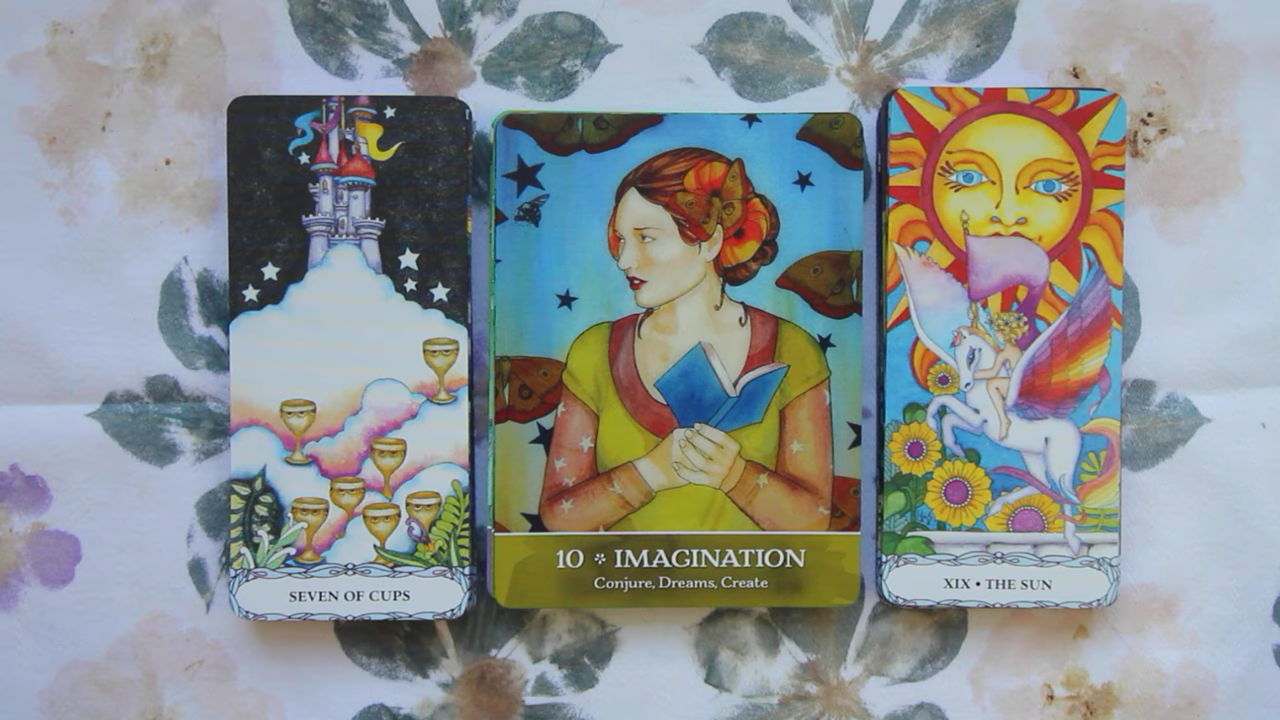 SEVEN OF CUPS
10 * IMAGINATION
Conjure, Dreams, Create
XIX • THE SUN